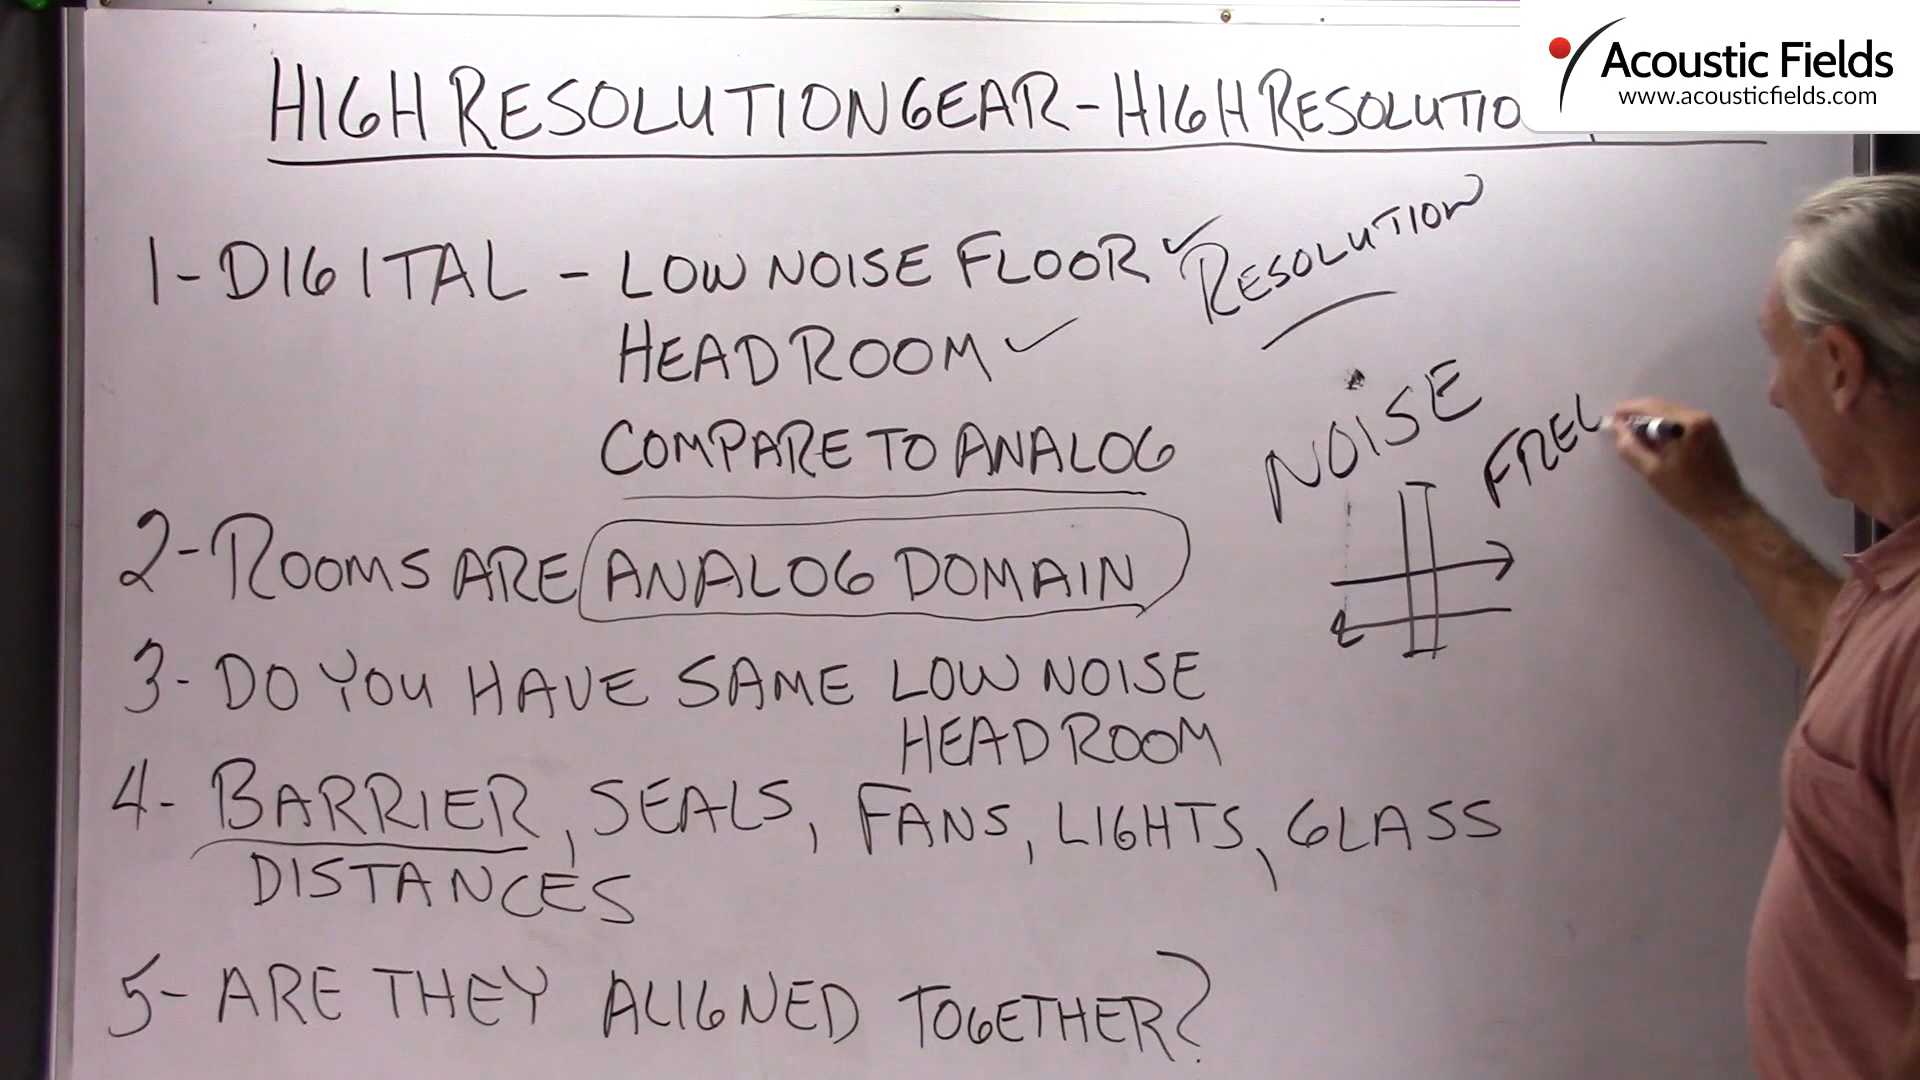 Acoustic Fields
www.acousticfields.com
HIGH RESOLUTION GEAR - HIGH RESOLUTIO
1 - DIGITAL - LOW NOISE FLOOR ✓ RESOLUTION
HEADROOM ✓
COMPARE TO ANALOG
NOISE
FREQ
2 - ROOMS ARE ANALOG DOMAIN
3 - DO YOU HAVE SAME LOW NOISE
HEADROOM
4 - BARRIER, SEALS, FANS, LIGHTS, GLASS
DISTANCES
5 - ARE THEY ALIGNED TOGETHER?